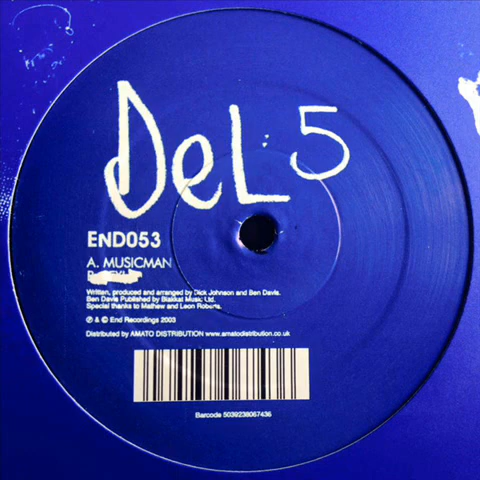 DeL 5
END053
A. MUSICMAN
B.
Written, produced and arranged by Dick Johnson and Ben Davis.
Ben Davis Published by Blakkat Music Ltd.
Special thanks to Mathew and Leon Roberts.
℗ & © End Recordings 2003
Distributed by AMATO DISTRIBUTION www.amatodistribution.co.uk
Barcode 5039238067436